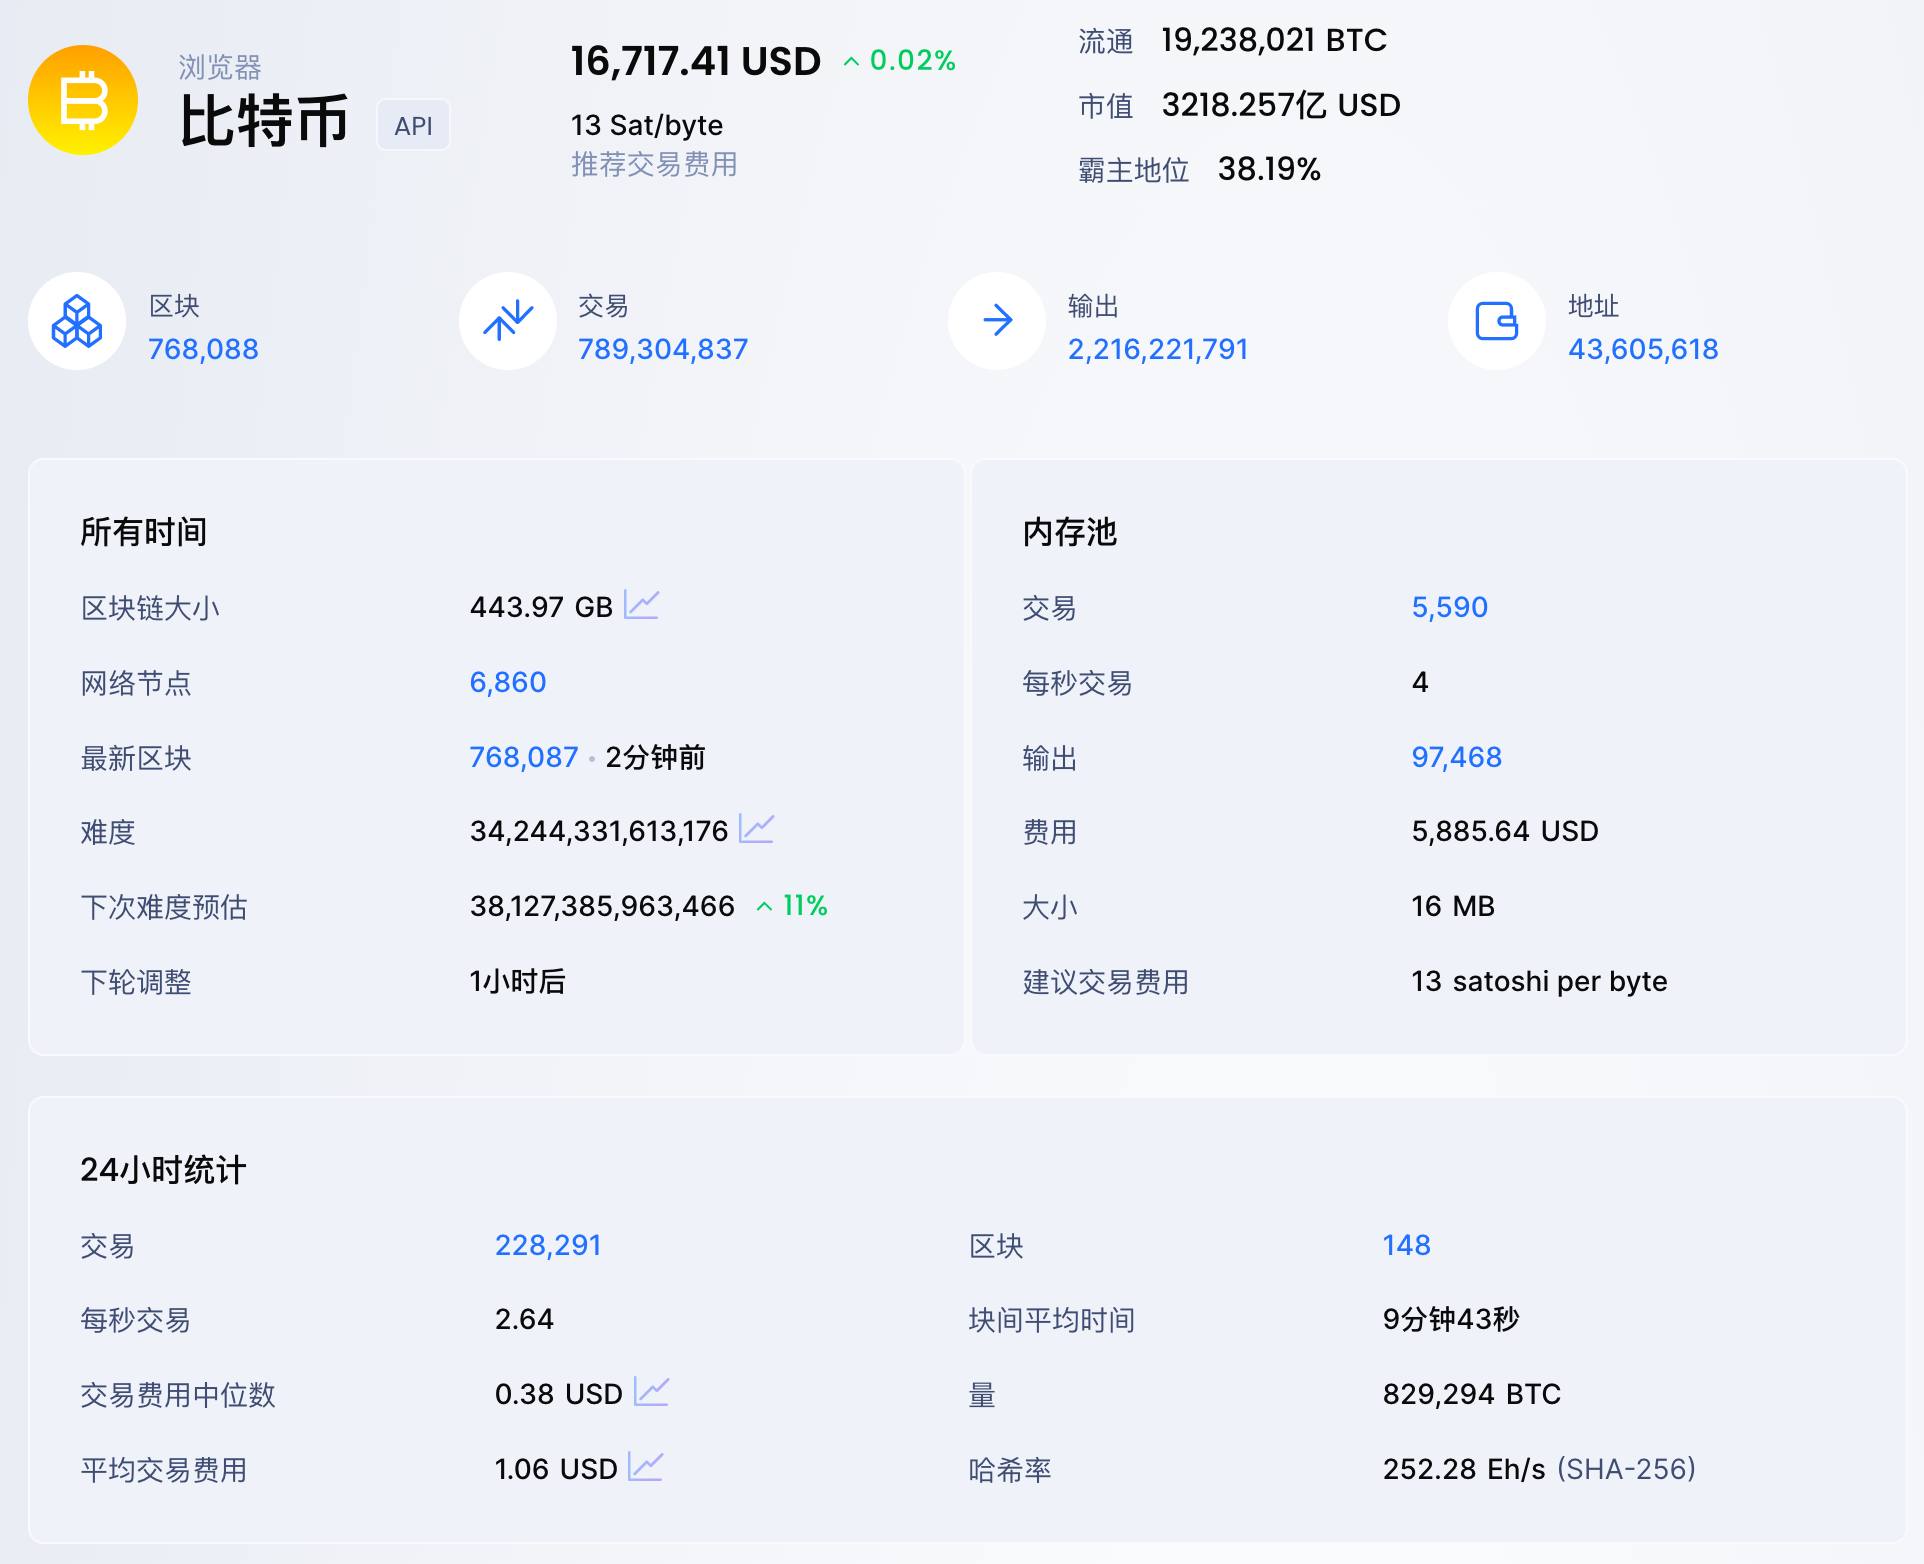 浏览器
比特币 API
16,717.41 USD 0.02%
13 Sat/byte
推荐交易费用
流通 19,238,021 BTC
市值 3218.257亿 USD
霸主地位 38.19%
区块
768,088
交易
789,304,837
输出
2,216,221,791
地址
43,605,618
所有时间
区块链大小 443.97 GB
网络节点 6,860
最新区块 768,087 • 2分钟前
难度 34,244,331,613,176
下次难度预估 38,127,385,963,466 11%
下轮调整 1小时后
内存池
交易 5,590
每秒交易 4
输出 97,468
费用 5,885.64 USD
大小 16 MB
建议交易费用 13 satoshi per byte
24小时统计
交易 228,291
每秒交易 2.64
交易费用中位数 0.38 USD
平均交易费用 1.06 USD
区块 148
块间平均时间 9分钟43秒
量 829,294 BTC
哈希率 252.28 Eh/s (SHA-256)